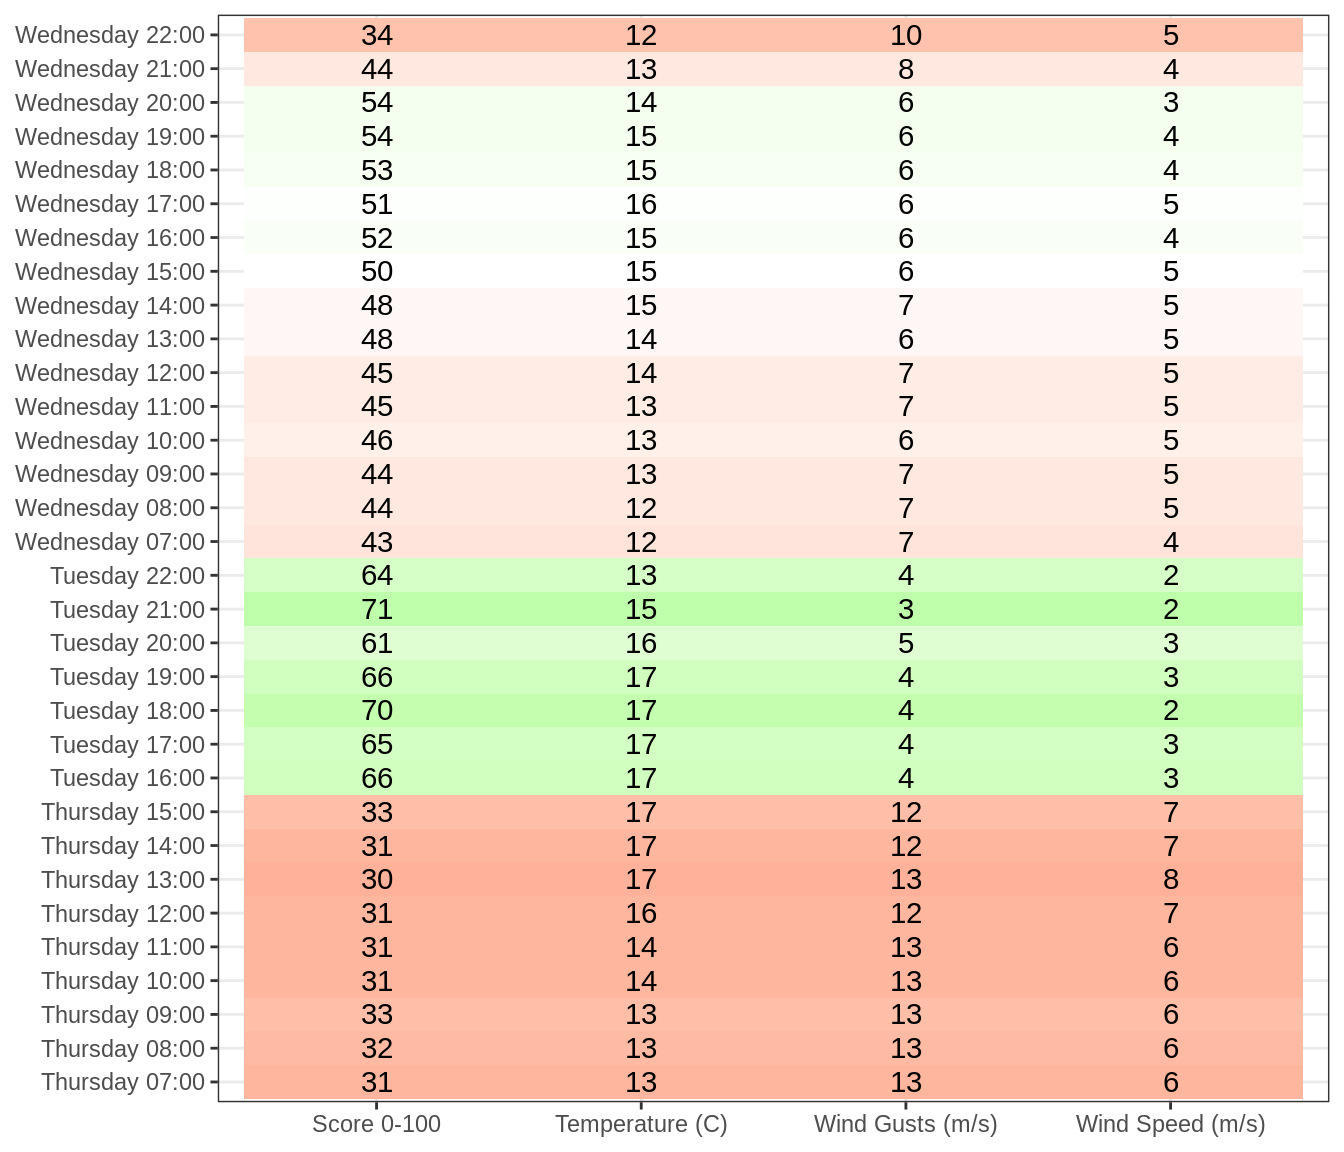 Wednesday 22:00 34 12 10 5
Wednesday 21:00 44 13 8 4
Wednesday 20:00 54 14 6 3
Wednesday 19:00 54 15 6 4
Wednesday 18:00 53 15 6 4
Wednesday 17:00 51 16 6 5
Wednesday 16:00 52 15 6 4
Wednesday 15:00 50 15 6 5
Wednesday 14:00 48 15 7 5
Wednesday 13:00 48 14 6 5
Wednesday 12:00 45 14 7 5
Wednesday 11:00 45 13 7 5
Wednesday 10:00 46 13 6 5
Wednesday 09:00 44 13 7 5
Wednesday 08:00 44 12 7 5
Wednesday 07:00 43 12 7 4
Tuesday 22:00 64 13 4 2
Tuesday 21:00 71 15 3 2
Tuesday 20:00 61 16 5 3
Tuesday 19:00 66 17 4 3
Tuesday 18:00 70 17 4 2
Tuesday 17:00 65 17 4 3
Tuesday 16:00 66 17 4 3
Thursday 15:00 33 17 12 7
Thursday 14:00 31 17 12 7
Thursday 13:00 30 17 13 8
Thursday 12:00 31 16 12 7
Thursday 11:00 31 14 13 6
Thursday 10:00 31 14 13 6
Thursday 09:00 33 13 13 6
Thursday 08:00 32 13 13 6
Thursday 07:00 31 13 13 6
Score 0-100 Temperature (C) Wind Gusts (m/s) Wind Speed (m/s)